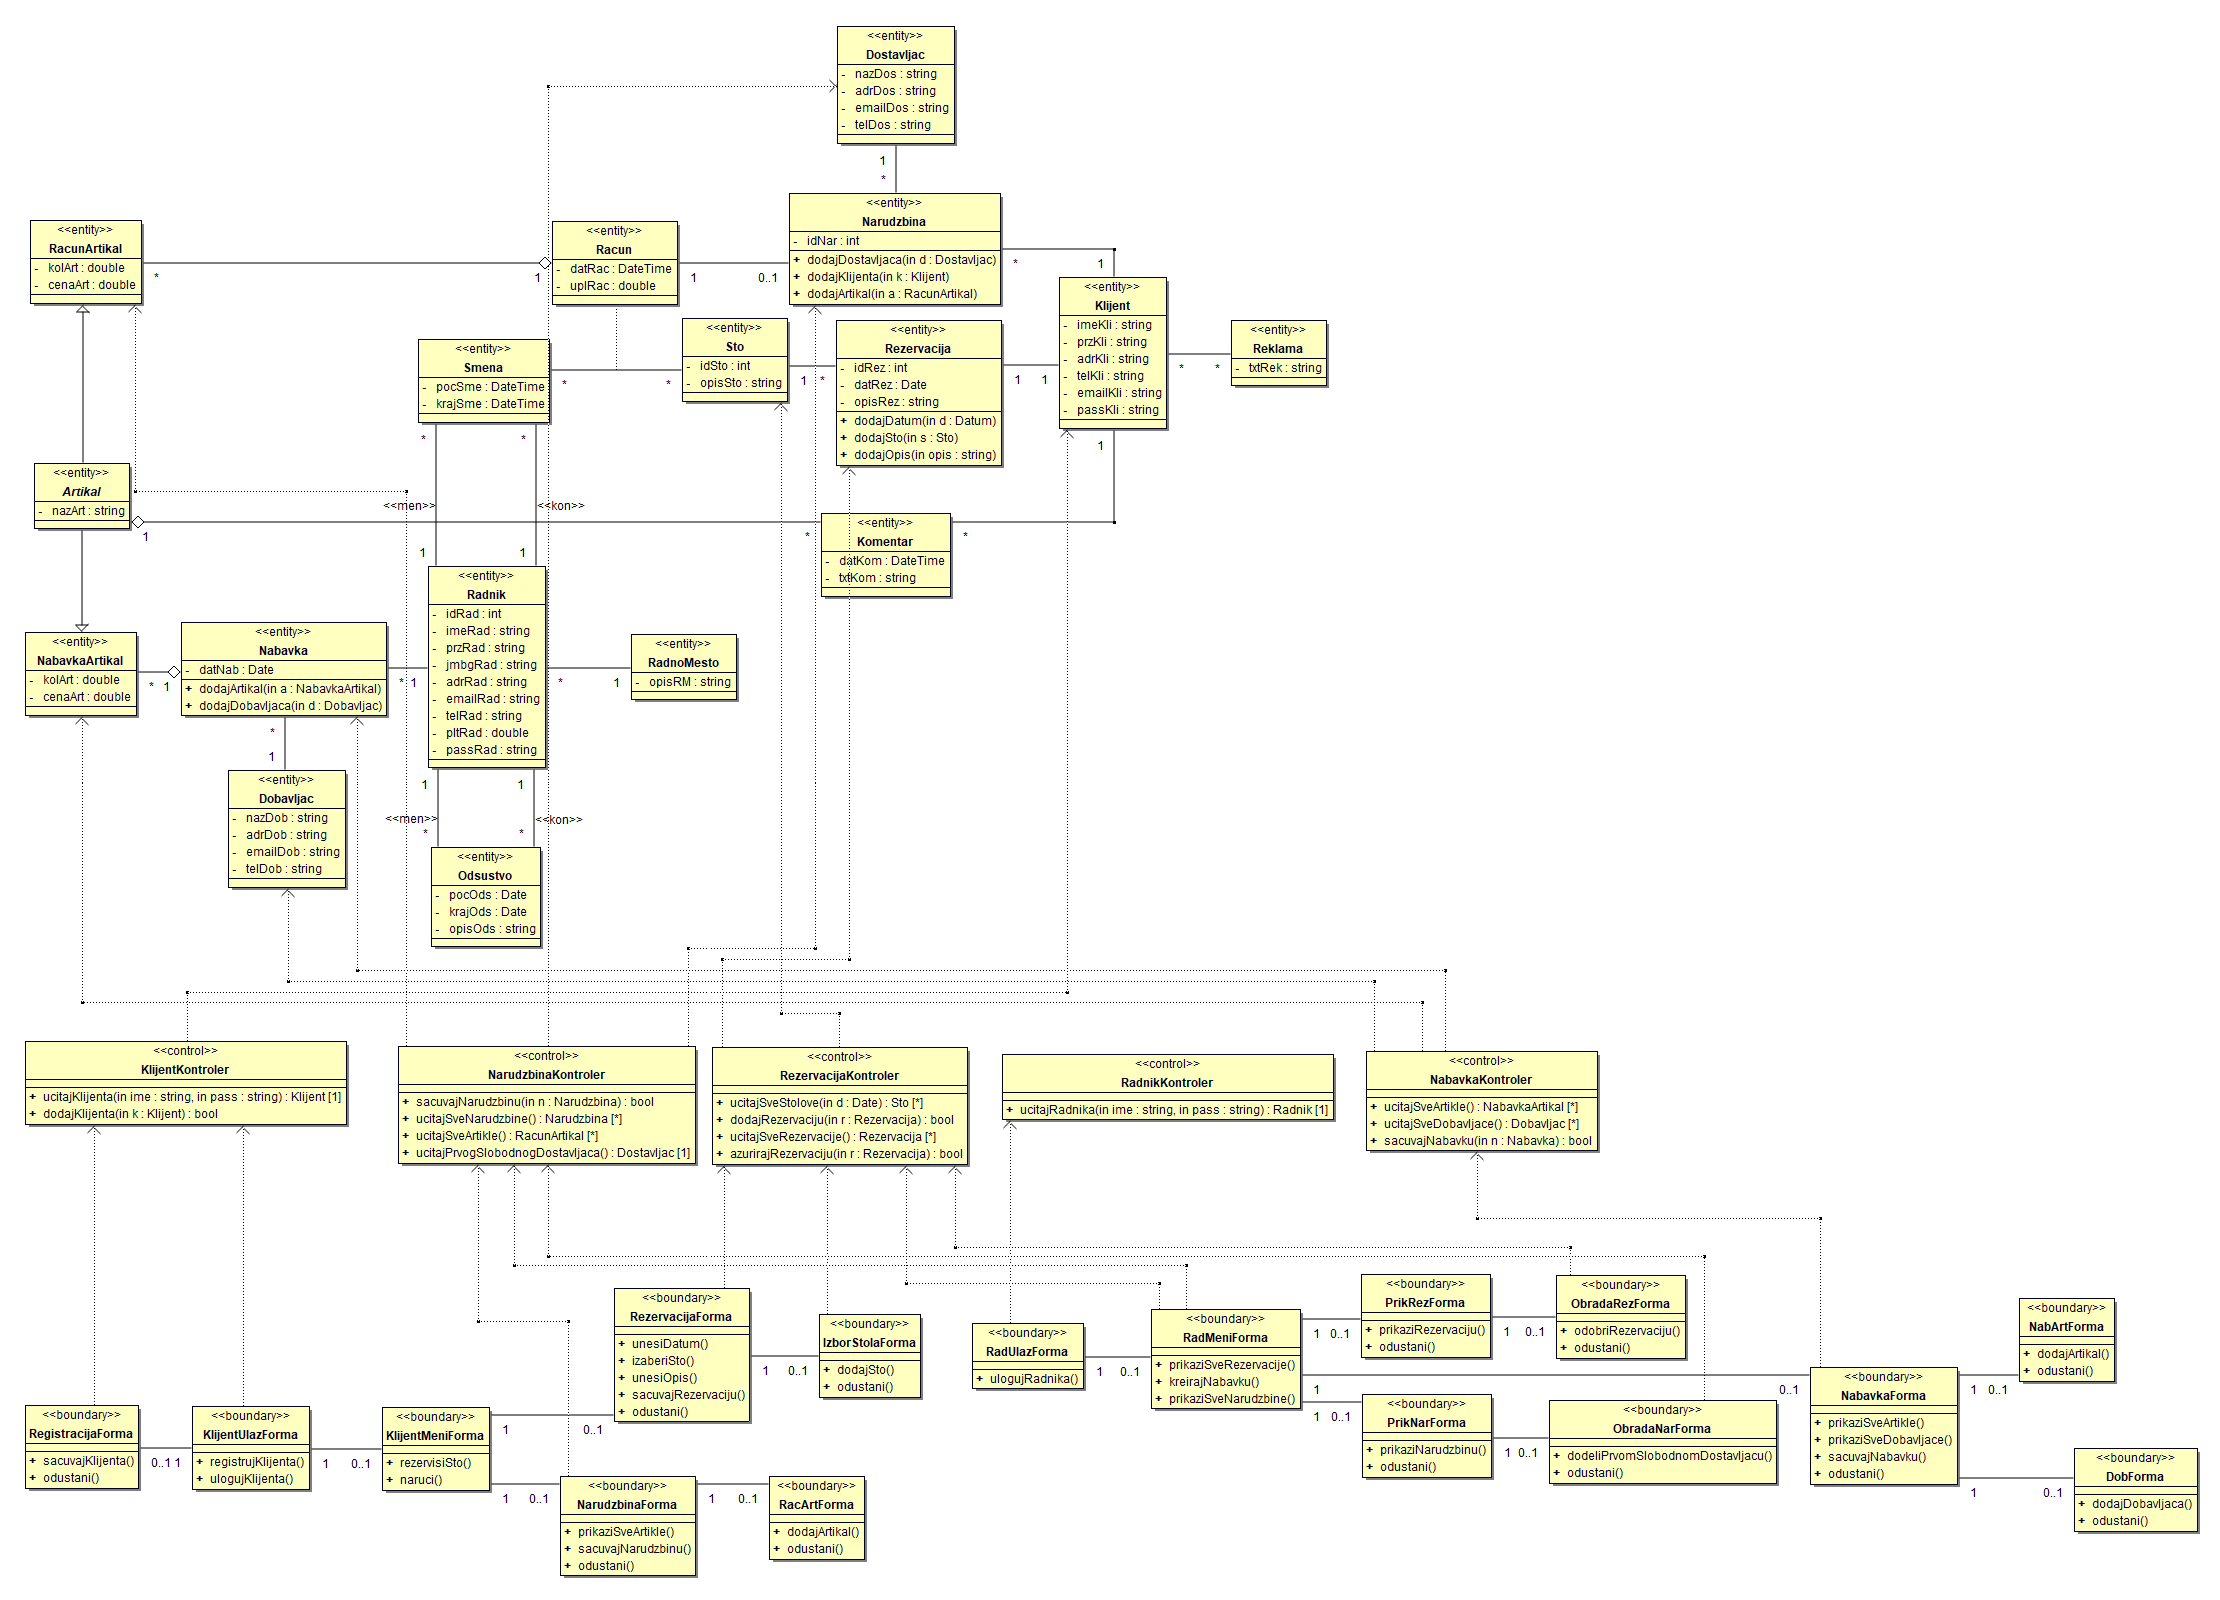 <<entity>>
Dostavljac
- nazDos : string
- adrDos : string
- emailDos : string
- telDos : string
1
*
<<entity>>
Narudzbina
- idNar : int
+ dodajDostavljaca(in d : Dostavljac)
+ dodajKlijenta(in k : Klijent)
+ dodajArtikal(in a : RacunArtikal)
<<entity>>
RacunArtikal
- kolArt : double
- cenaArt : double
*
1
<<entity>>
Racun
- datRac : DateTime
- uplRac : double
1
0..1
*
1
<<entity>>
Klijent
- imeKli : string
- przKli : string
- adrKli : string
- telKli : string
- emailKli : string
- passKli : string
*
*
<<entity>>
Reklama
- txtRek : string
<<entity>>
Smena
- pocSme : DateTime
- krajSme : DateTime
*
*
<<entity>>
Sto
- idSto : int
- opisSto : string
1
*
<<entity>>
Rezervacija
- idRez : int
- datRez : Date
- opisRez : string
+ dodajDatum(in d : Datum)
+ dodajSto(in s : Sto)
+ dodajOpis(in opis : string)
1
1
*
*
1
<<entity>>
Artikal
- nazArt : string
<<men>>
<<kon>>
1
*
*
<<entity>>
Komentar
- datKom : DateTime
- txtKom : string
1
1
<<entity>>
Radnik
- idRad : int
- imeRad : string
- przRad : string
- jmbgRad : string
- adrRad : string
- emailRad : string
- telRad : string
- pltRad : double
- passRad : string
<<entity>>
NabavkaArtikal
- kolArt : double
- cenaArt : double
*
1
<<entity>>
Nabavka
- datNab : Date
+ dodajArtikal(in a : NabavkaArtikal)
+ dodajDobavljaca(in d : Dobavljac)
*
1
*
1
<<entity>>
RadnoMesto
- opisRM : string
*
1
<<entity>>
Dobavljac
- nazDob : string
- adrDob : string
- emailDob : string
- telDob : string
1
1
<<men>>
<<kon>>
*
*
<<entity>>
Odsustvo
- pocOds : Date
- krajOds : Date
- opisOds : string
<<control>>
KlijentKontroler
+ ucitajKlijenta(in ime : string, in pass : string) : Klijent [1]
+ dodajKlijenta(in k : Klijent) : bool
<<control>>
NarudzbinaKontroler
+ sacuvajNarudzbinu(in n : Narudzbina) : bool
+ ucitajSveNarudzbine() : Narudzbina [*]
+ ucitajSveArtikle() : RacunArtikal [*]
+ ucitajPrvogSlobodnogDostavljaca() : Dostavljac [1]
<<control>>
RezervacijaKontroler
+ ucitajSveStolove(in d : Date) : Sto [*]
+ dodajRezervaciju(in r : Rezervacija) : bool
+ ucitajSveRezervacije() : Rezervacija [*]
+ azurirajRezervaciju(in r : Rezervacija) : bool
<<control>>
RadnikKontroler
+ ucitajRadnika(in ime : string, in pass : string) : Radnik [1]
<<control>>
NabavkaKontroler
+ ucitajSveArtikle() : NabavkaArtikal [*]
+ ucitajSveDobavljace() : Dobavljac [*]
+ sacuvajNabavku(in n : Nabavka) : bool
<<boundary>>
RegistracijaForma
+ sacuvajKlijenta()
+ odustani()
0..1
1
<<boundary>>
KlijentUlazForma
+ registrujKlijenta()
+ ulogujKlijenta()
1
0..1
<<boundary>>
KlijentMeniForma
+ rezervisiSto()
+ naruci()
1
0..1
1
0..1
<<boundary>>
RezervacijaForma
+ unesiDatum()
+ izaberiSto()
+ unesiOpis()
+ sacuvajRezervaciju()
+ odustani()
1
0..1
<<boundary>>
IzborStolaForma
+ dodajSto()
+ odustani()
<<boundary>>
NarudzbinaForma
+ prikaziSveArtikle()
+ sacuvajNarudzbinu()
+ odustani()
1
0..1
<<boundary>>
RacArtForma
+ dodajArtikal()
+ odustani()
<<boundary>>
RadUlazForma
+ ulogujRadnika()
1
0..1
<<boundary>>
RadMeniForma
+ prikaziSveRezervacije()
+ kreirajNabavku()
+ prikaziSveNarudzbine()
1
0..1
<<boundary>>
PrikRezForma
+ prikaziRezervaciju()
+ odustani()
1
0..1
<<boundary>>
ObradaRezForma
+ odobriRezervaciju()
+ odustani()
1
0..1
1
0..1
<<boundary>>
PrikNarForma
+ prikaziNarudzbinu()
+ odustani()
1
0..1
<<boundary>>
ObradaNarForma
+ dodeliPrvomSlobodnomDostavljacu()
+ odustani()
<<boundary>>
NabavkaForma
+ prikaziSveArtikle()
+ prikaziSveDobavljace()
+ sacuvajNabavku()
+ odustani()
1
0..1
<<boundary>>
NabArtForma
+ dodajArtikal()
+ odustani()
1
0..1
<<boundary>>
DobForma
+ dodajDobavljaca()
+ odustani()